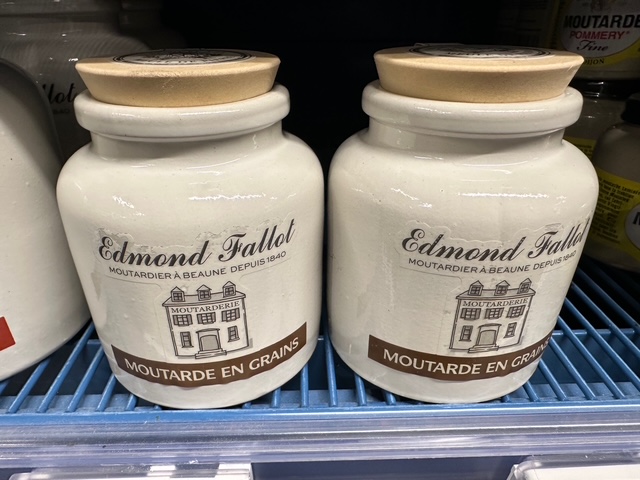 Edmond Fallot
MOUTARDIER À BEAUNE DEPUIS 1840
MOUTARDERIE
MOUTARDE EN GRAINS
Edmond Fallot
MOUTARDIER À BEAUNE DEPUIS 1840
MOUTARDERIE
MOUTARDE EN GRAINS
MOUTARDE
POMMERY
Fine